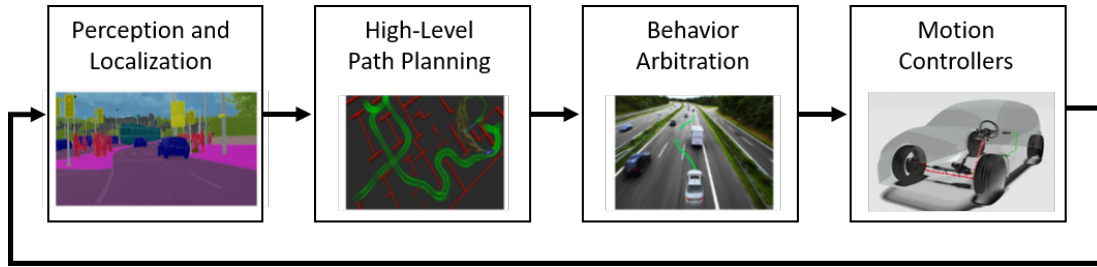 Perception and
Localization
High-Level
Path Planning
Behavior
Arbitration
Motion
Controllers